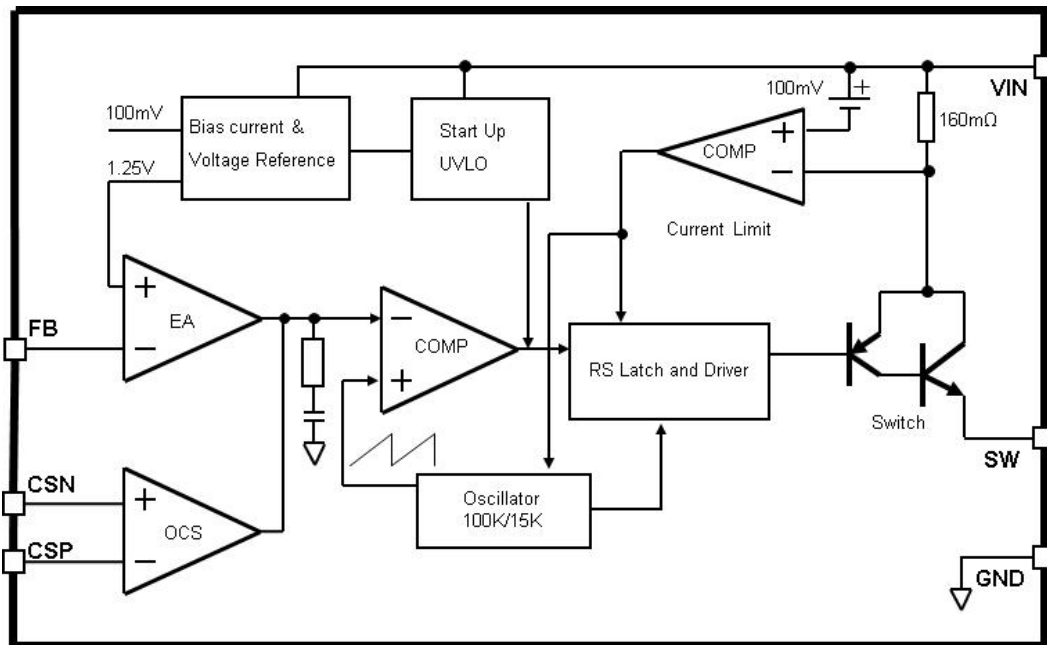 VIN
100mV
+
100mV
160mΩ
Bias current &
Voltage Reference
Start Up
UVLO
+
COMP
−
1.25V
Current Limit
+
EA
−
FB
−
COMP
+
RS Latch and Driver
Switch
SW
CSN
+
OCS
−
CSP
Oscillator
100K/15K
GND